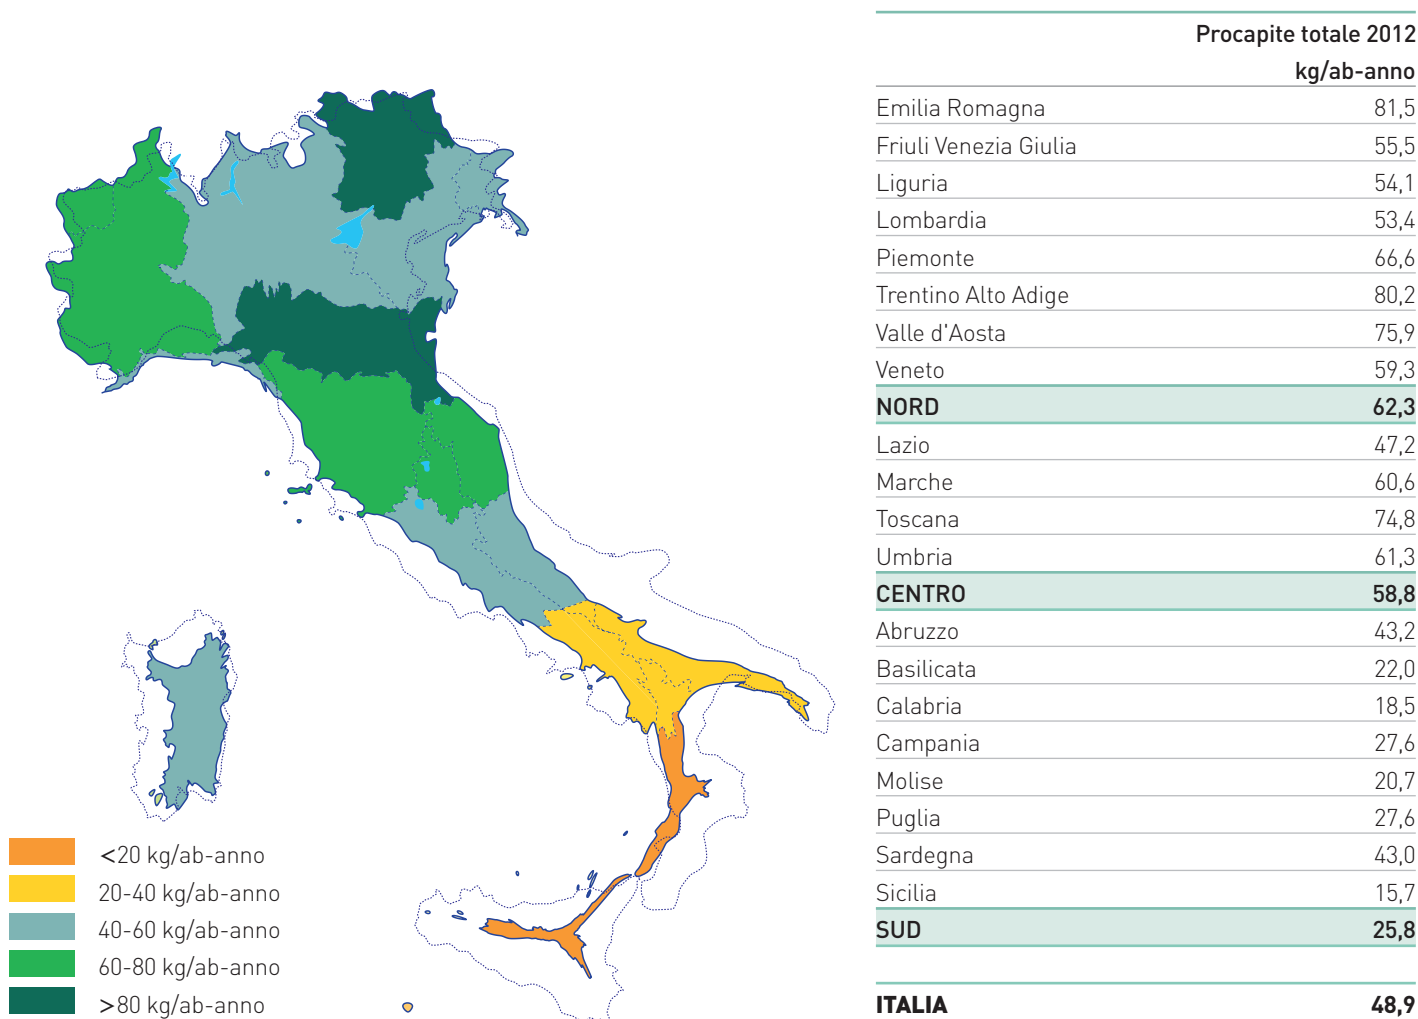 Procapite totale 2012
kg/ab-anno
Emilia Romagna 81,5
Friuli Venezia Giulia 55,5
Liguria 54,1
Lombardia 53,4
Piemonte 66,6
Trentino Alto Adige 80,2
Valle d'Aosta 75,9
Veneto 59,3
NORD 62,3
Lazio 47,2
Marche 60,6
Toscana 74,8
Umbria 61,3
CENTRO 58,8
Abruzzo 43,2
Basilicata 22,0
Calabria 18,5
Campania 27,6
Molise 20,7
Puglia 27,6
Sardegna 43,0
Sicilia 15,7
SUD 25,8
ITALIA 48,9
<20 kg/ab-anno
20-40 kg/ab-anno
40-60 kg/ab-anno
60-80 kg/ab-anno
>80 kg/ab-anno